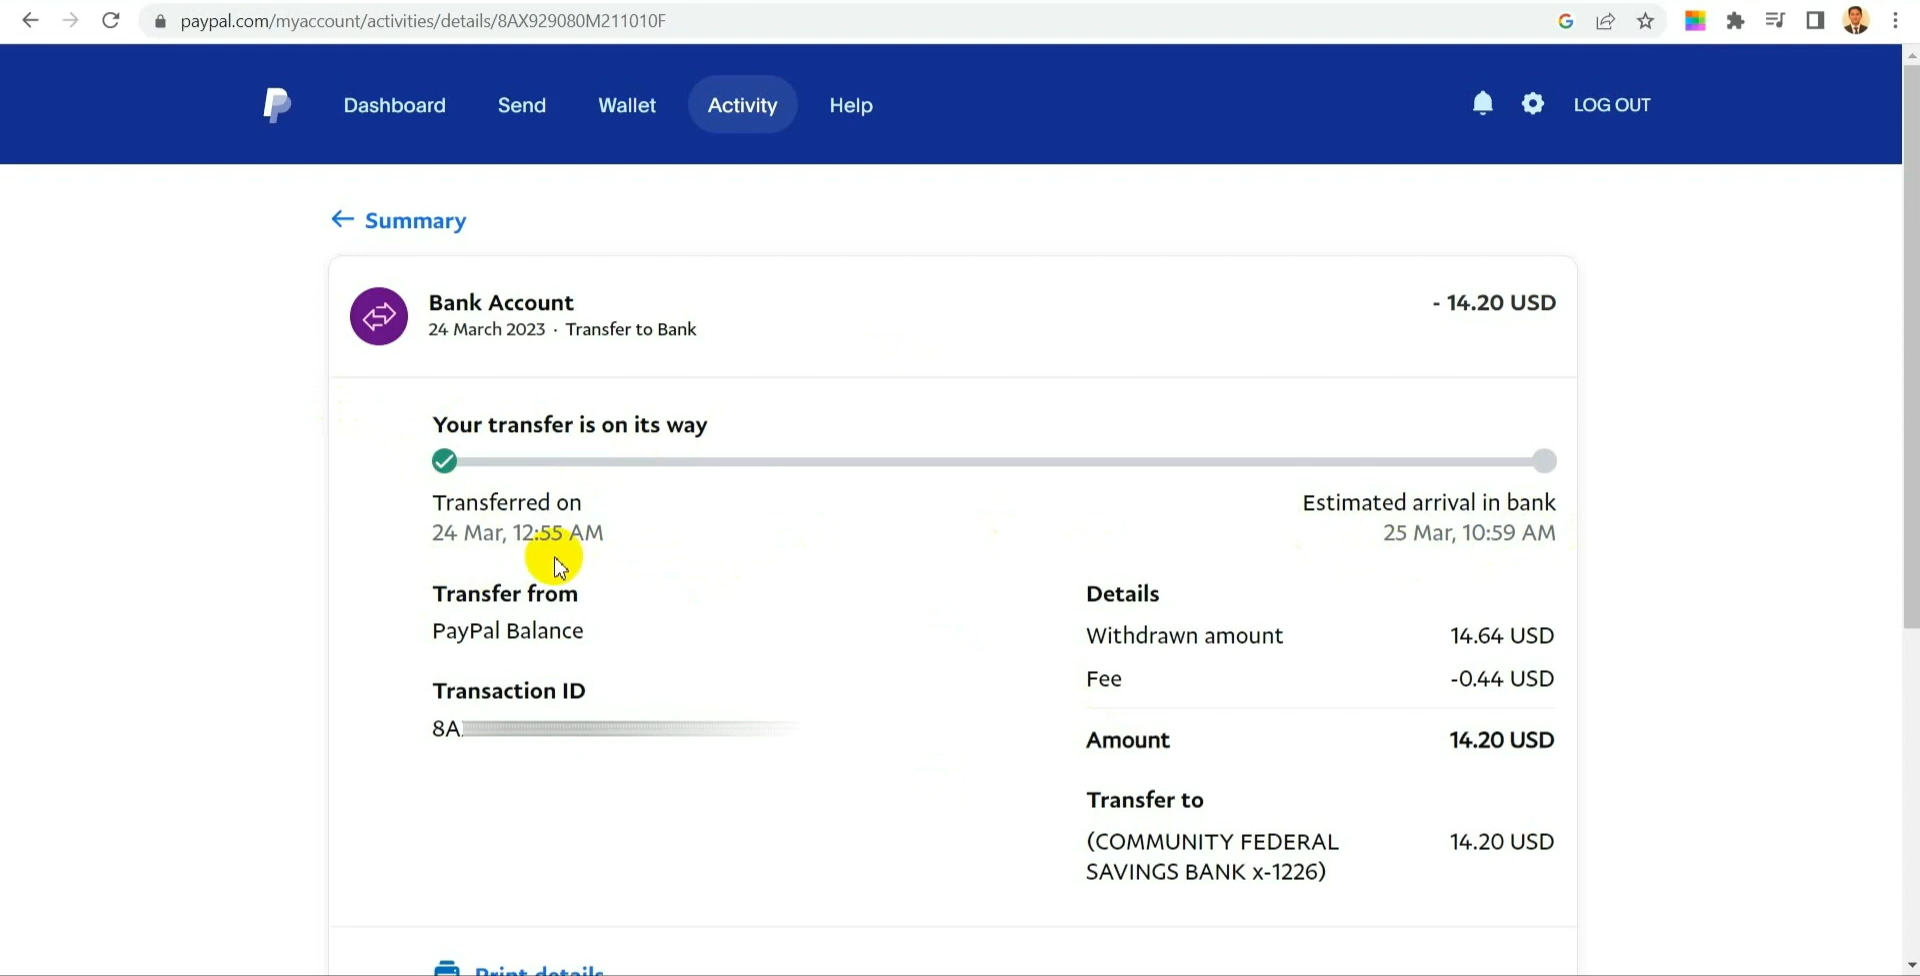 paypal.com/myaccount/activities/details/8AX929080M211010F
Dashboard Send Wallet Activity Help LOG OUT
← Summary
Bank Account - 14.20 USD
24 March 2023 · Transfer to Bank
Your transfer is on its way
Transferred on Estimated arrival in bank
24 Mar, 12:55 AM 25 Mar, 10:59 AM
Transfer from
PayPal Balance
Transaction ID
8A
Details
Withdrawn amount 14.64 USD
Fee -0.44 USD
Amount 14.20 USD
Transfer to
(COMMUNITY FEDERAL 14.20 USD
SAVINGS BANK x-1226)
Print details